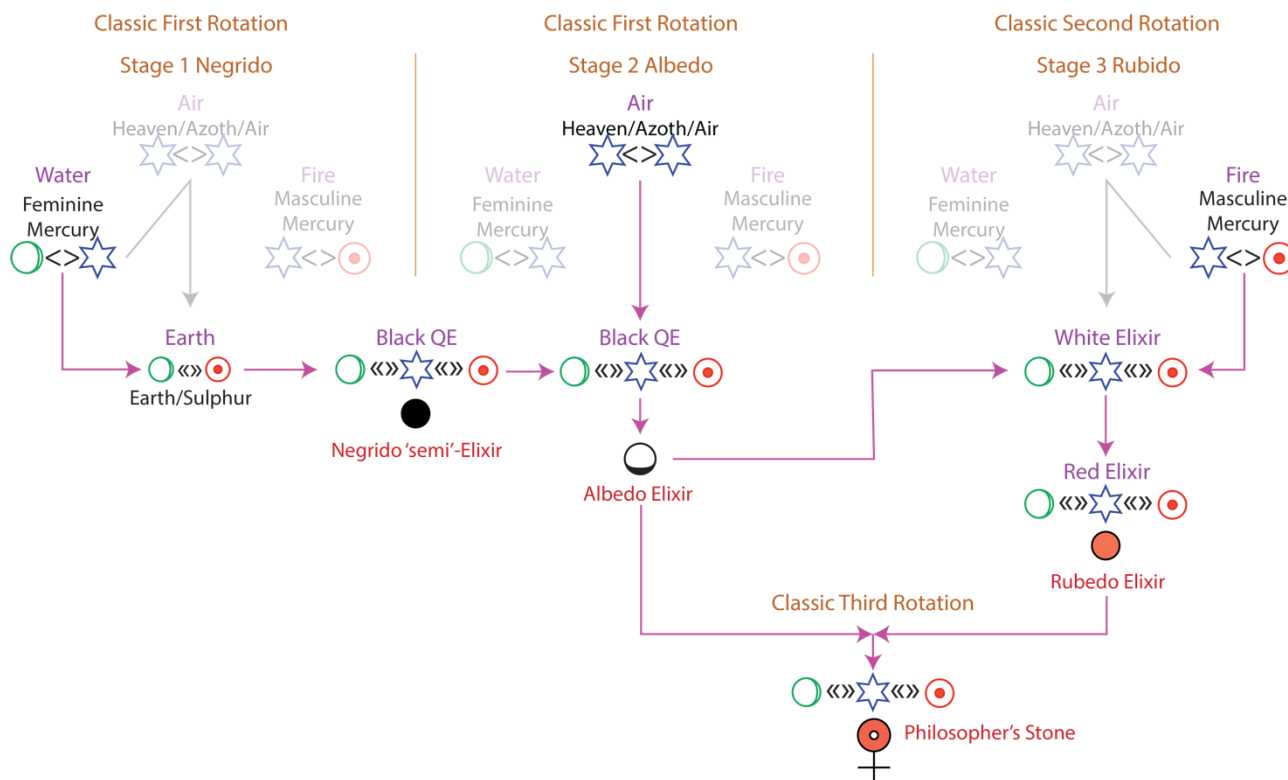 Classic First Rotation
Classic First Rotation
Classic Second Rotation
Stage 1 Negrido
Stage 2 Albedo
Stage 3 Rubido
Air
Heaven/Azoth/Air
<>
Water
Feminine
Mercury
<>
Fire
Masculine
Mercury
<>
Air
Heaven/Azoth/Air
<>
Water
Feminine
Mercury
<>
Fire
Masculine
Mercury
<>
Air
Heaven/Azoth/Air
<>
Water
Feminine
Mercury
<>
Fire
Masculine
Mercury
<>
Earth
«»
Earth/Sulphur
Black QE
«» «»
Negrido ‘semi’-Elixir
Black QE
«» «»
Albedo Elixir
White Elixir
«» «»
Red Elixir
«» «»
Rubedo Elixir
Classic Third Rotation
«» «»
Philosopher’s Stone